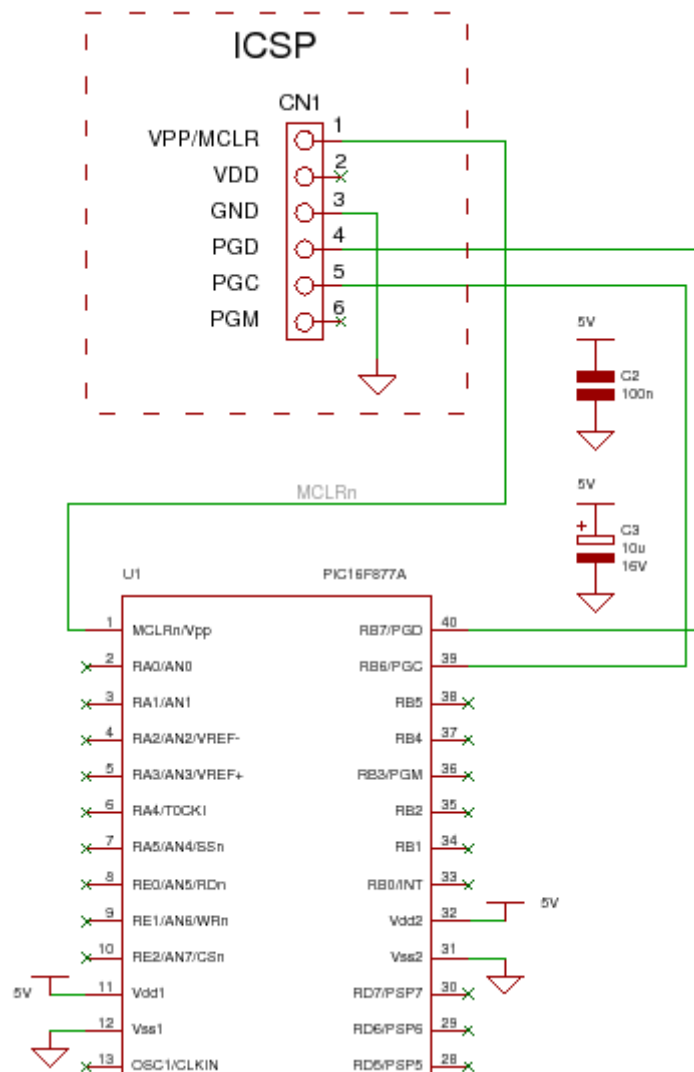 ICSP
CN1
VPP/MCLR 1
VDD 2
GND 3
PGD 4
PGC 5
PGM 6
5V
C2
100n
5V
+
C3
10u
16V
MCLRn
U1 PIC16F877A
1 MCLRn/Vpp RB7/PGD 40
2 RA0/AN0 RB6/PGC 39
3 RA1/AN1 RB5 38
4 RA2/AN2/VREF- RB4 37
5 RA3/AN3/VREF+ RB3/PGM 36
6 RA4/T0CKI RB2 35
7 RA5/AN4/SSn RB1 34
8 RE0/AN5/RDn RB0/INT 33
9 RE1/AN6/WRn Vdd2 32 5V
10 RE2/AN7/CSn Vss2 31
5V 11 Vdd1 RD7/PSP7 30
12 Vss1 RD6/PSP6 29
13 OSC1/CLKIN RD5/PSP5 28